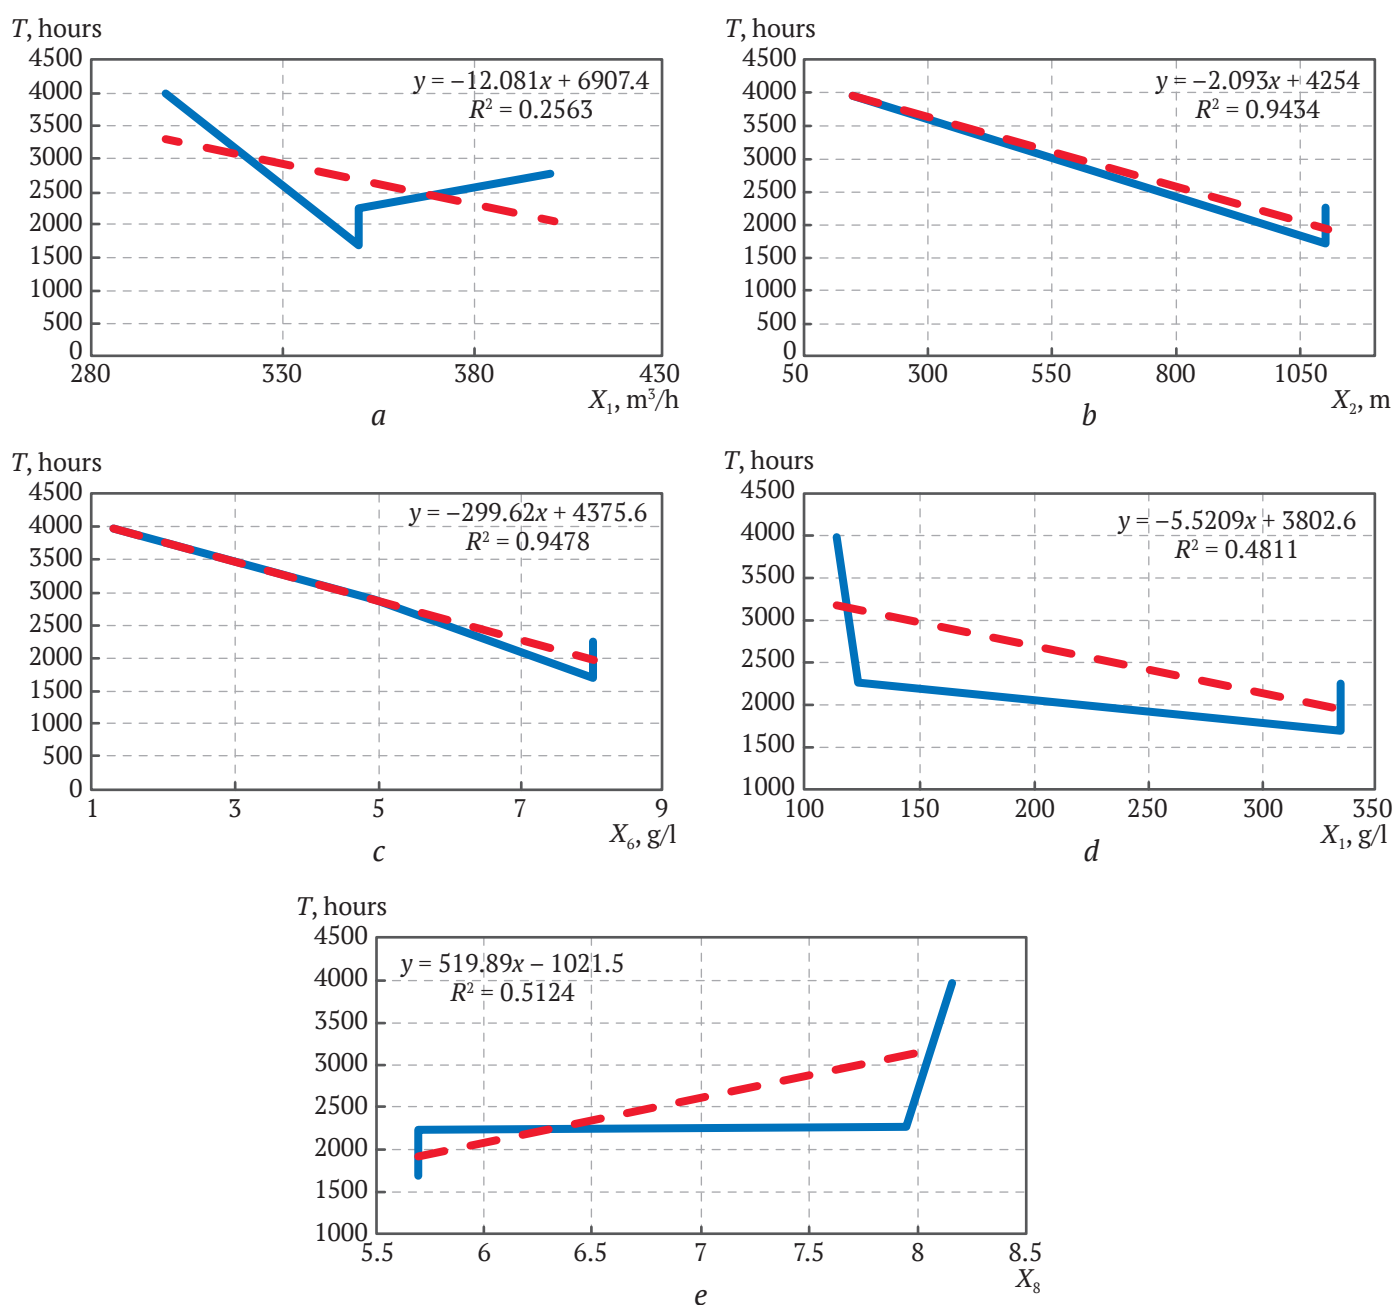 T, hours
4500
4000
3500
3000
2500
2000
1500
1000
500
0
280 330 380 430
y = −12.081x + 6907.4
R² = 0.2563
X₁, m³/h
a
T, hours
4500
4000
3500
3000
2500
2000
1500
1000
500
0
50 300 550 800 1050
y = −2.093x + 4254
R² = 0.9434
X₂, m
b
T, hours
4500
4000
3500
3000
2500
2000
1500
1000
500
0
1 3 5 7 9
y = −299.62x + 4375.6
R² = 0.9478
X₆, g/l
c
T, hours
4500
4000
3500
3000
2500
2000
1500
1000
100 150 200 250 300 350
y = −5.5209x + 3802.6
R² = 0.4811
X₁, g/l
d
T, hours
4500
4000
3500
3000
2500
2000
1500
1000
5.5 6 6.5 7 7.5 8 8.5
y = 519.89x − 1021.5
R² = 0.5124
X₈
e